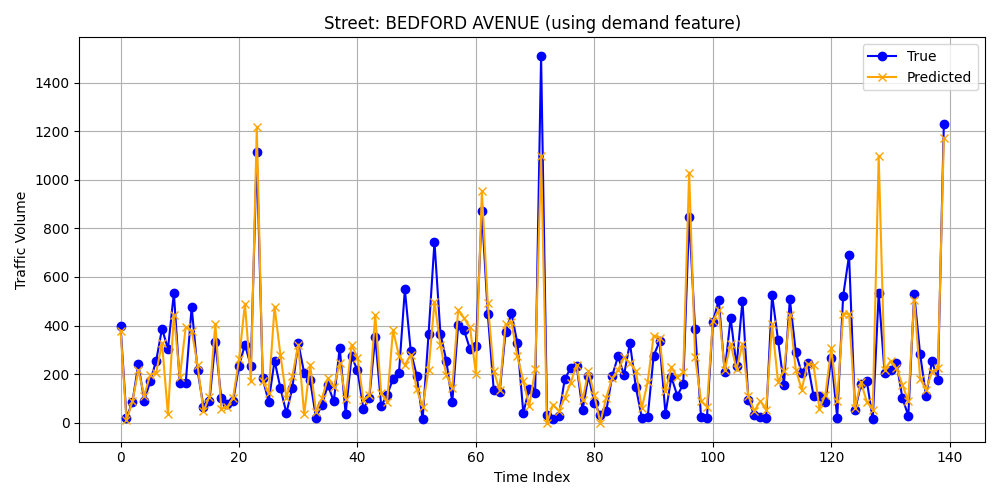 Street: BEDFORD AVENUE (using demand feature)
True
Predicted
Traffic Volume
1400
1200
1000
800
600
400
200
0
0 20 40 60 80 100 120 140
Time Index